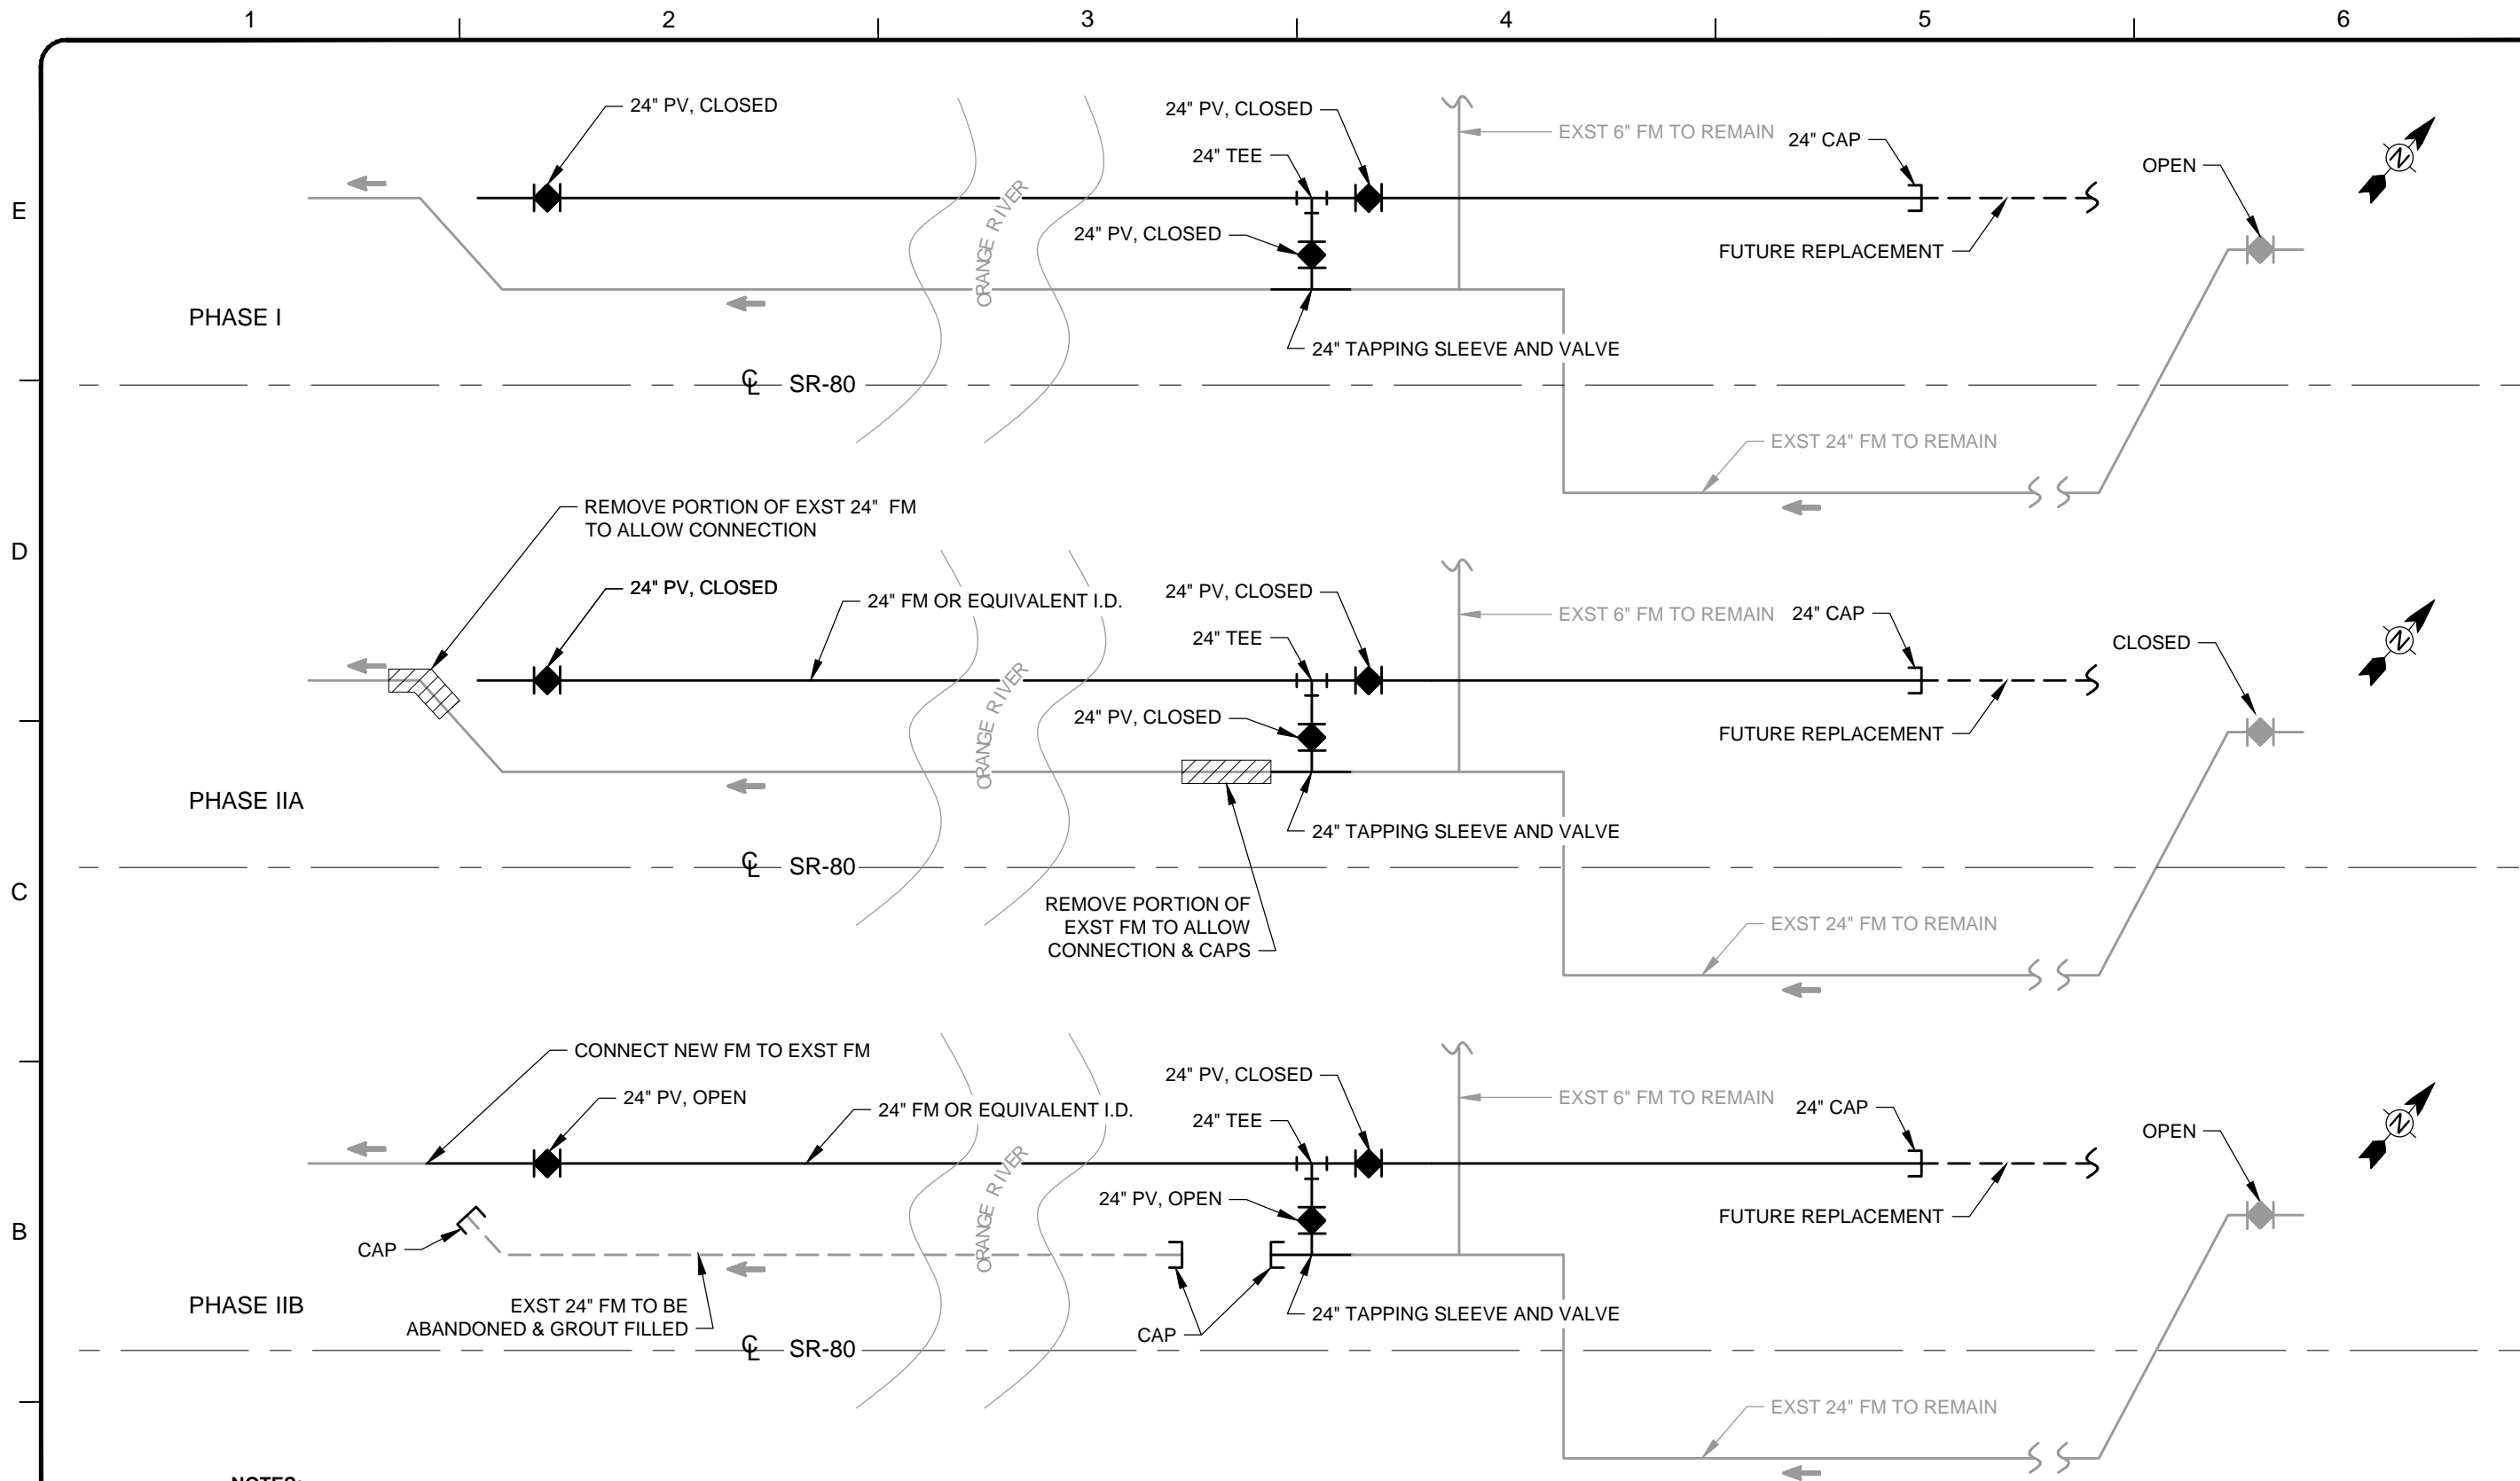 1 2 3 4 5 6
E
24" PV, CLOSED
24" PV, CLOSED
24" TEE
24" PV, CLOSED
EXST 6" FM TO REMAIN
24" CAP
OPEN
N
FUTURE REPLACEMENT
ORANGE RIVER
24" TAPPING SLEEVE AND VALVE
PHASE I
℄ SR-80
EXST 24" FM TO REMAIN
D
REMOVE PORTION OF EXST 24" FM
TO ALLOW CONNECTION
24" PV, CLOSED
24" FM OR EQUIVALENT I.D.
24" PV, CLOSED
24" TEE
24" PV, CLOSED
EXST 6" FM TO REMAIN
24" CAP
CLOSED
N
FUTURE REPLACEMENT
ORANGE RIVER
24" TAPPING SLEEVE AND VALVE
PHASE IIA
℄ SR-80
C
REMOVE PORTION OF
EXST FM TO ALLOW
CONNECTION & CAPS
EXST 24" FM TO REMAIN
CONNECT NEW FM TO EXST FM
24" PV, OPEN
24" FM OR EQUIVALENT I.D.
24" PV, CLOSED
24" TEE
24" PV, OPEN
EXST 6" FM TO REMAIN
24" CAP
OPEN
N
FUTURE REPLACEMENT
ORANGE RIVER
B
CAP
EXST 24" FM TO BE
ABANDONED & GROUT FILLED
CAP
24" TAPPING SLEEVE AND VALVE
PHASE IIB
℄ SR-80
EXST 24" FM TO REMAIN
NOTES: